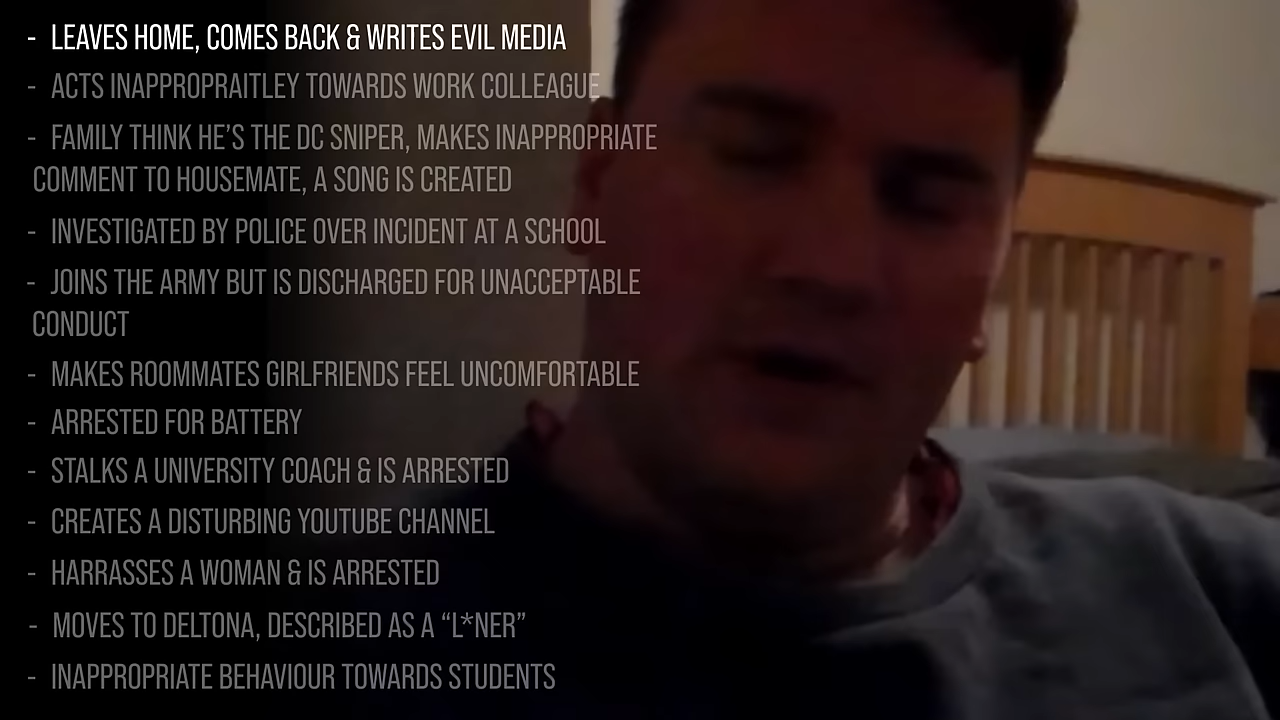 - LEAVES HOME, COMES BACK & WRITES EVIL MEDIA
- ACTS INAPPROPRAITLEY TOWARDS WORK COLLEAGUE
- FAMILY THINK HE'S THE DC SNIPER, MAKES INAPPROPRIATE
COMMENT TO HOUSEMATE, A SONG IS CREATED
- INVESTIGATED BY POLICE OVER INCIDENT AT A SCHOOL
- JOINS THE ARMY BUT IS DISCHARGED FOR UNACCEPTABLE
CONDUCT
- MAKES ROOMMATES GIRLFRIENDS FEEL UNCOMFORTABLE
- ARRESTED FOR BATTERY
- STALKS A UNIVERSITY COACH & IS ARRESTED
- CREATES A DISTURBING YOUTUBE CHANNEL
- HARRASSES A WOMAN & IS ARRESTED
- MOVES TO DELTONA, DESCRIBED AS A “L*NER”
- INAPPROPRIATE BEHAVIOUR TOWARDS STUDENTS